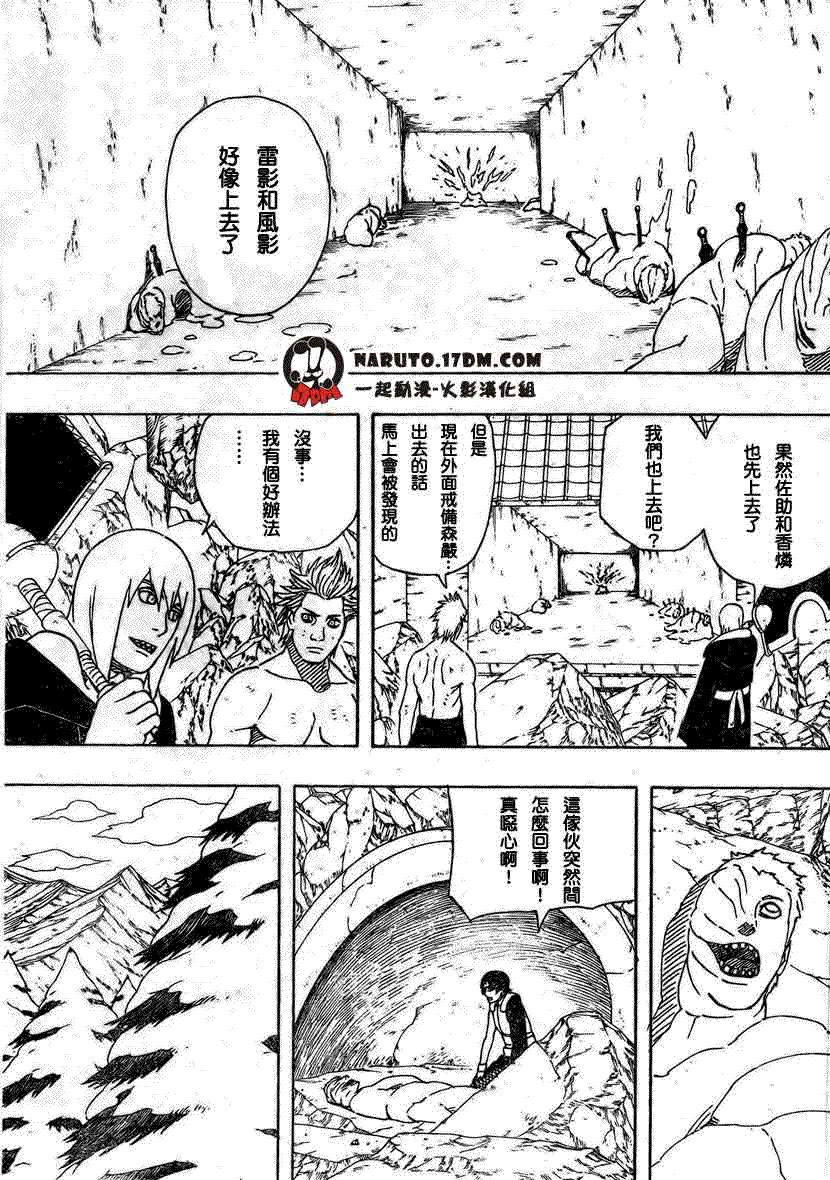 雷影和風影
好像上去了
NARUTO.17DM.COM
一起動漫-火影漢化組
17DM
果然佐助和香燐
也先上去了
我們也上去吧？
但是
現在外面戒備森嚴…
出去的話
馬上會被發現的
沒事…
我有個好辦法
……
這傢伙突然間
怎麼回事啊！
真噁心啊！